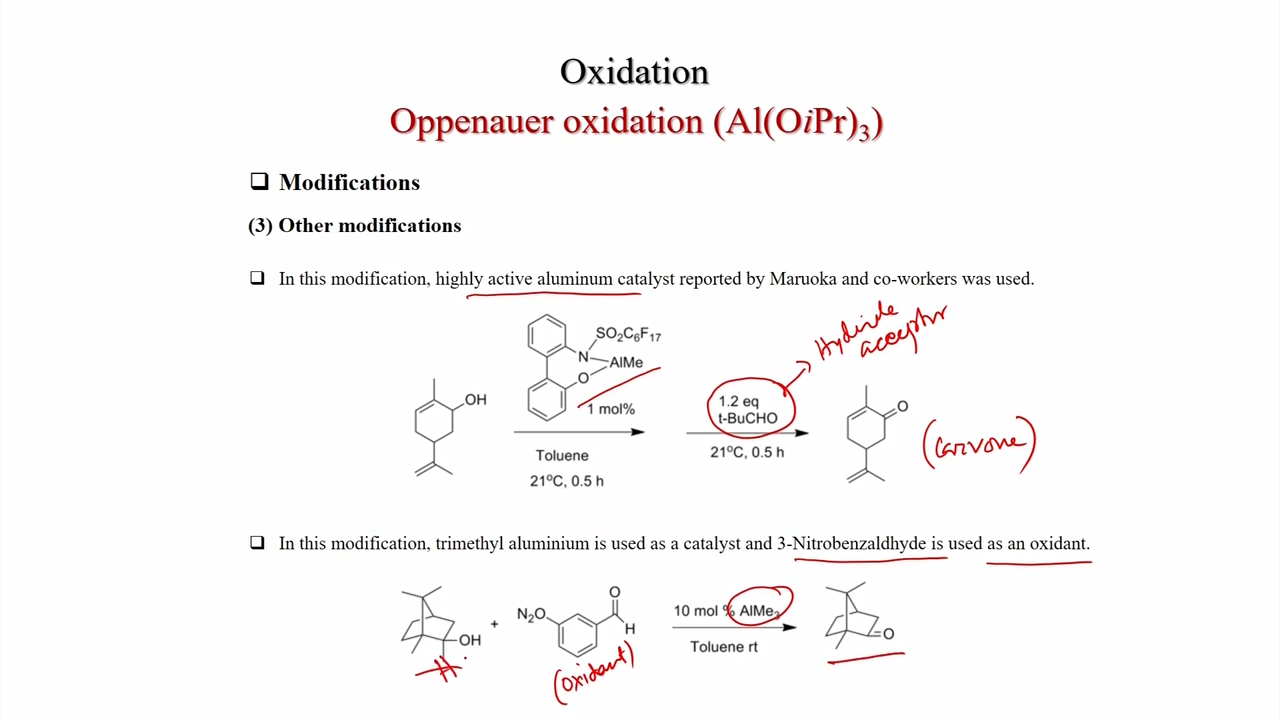 Oxidation
Oppenauer oxidation (Al(OiPr)3)
❑ Modifications
(3) Other modifications
❑ In this modification, highly active aluminum catalyst reported by Maruoka and co-workers was used.
Hydride
acceptor
SO2C6F17
N
AlMe
O
1 mol%
OH
Toluene
21°C, 0.5 h
1.2 eq
t-BuCHO
21°C, 0.5 h
O
(Carvone)
❑ In this modification, trimethyl aluminium is used as a catalyst and 3-Nitrobenzaldhyde is used as an oxidant.
OH
H
+
N2O
O
H
(oxidant)
10 mol % AlMe3
Toluene rt
O